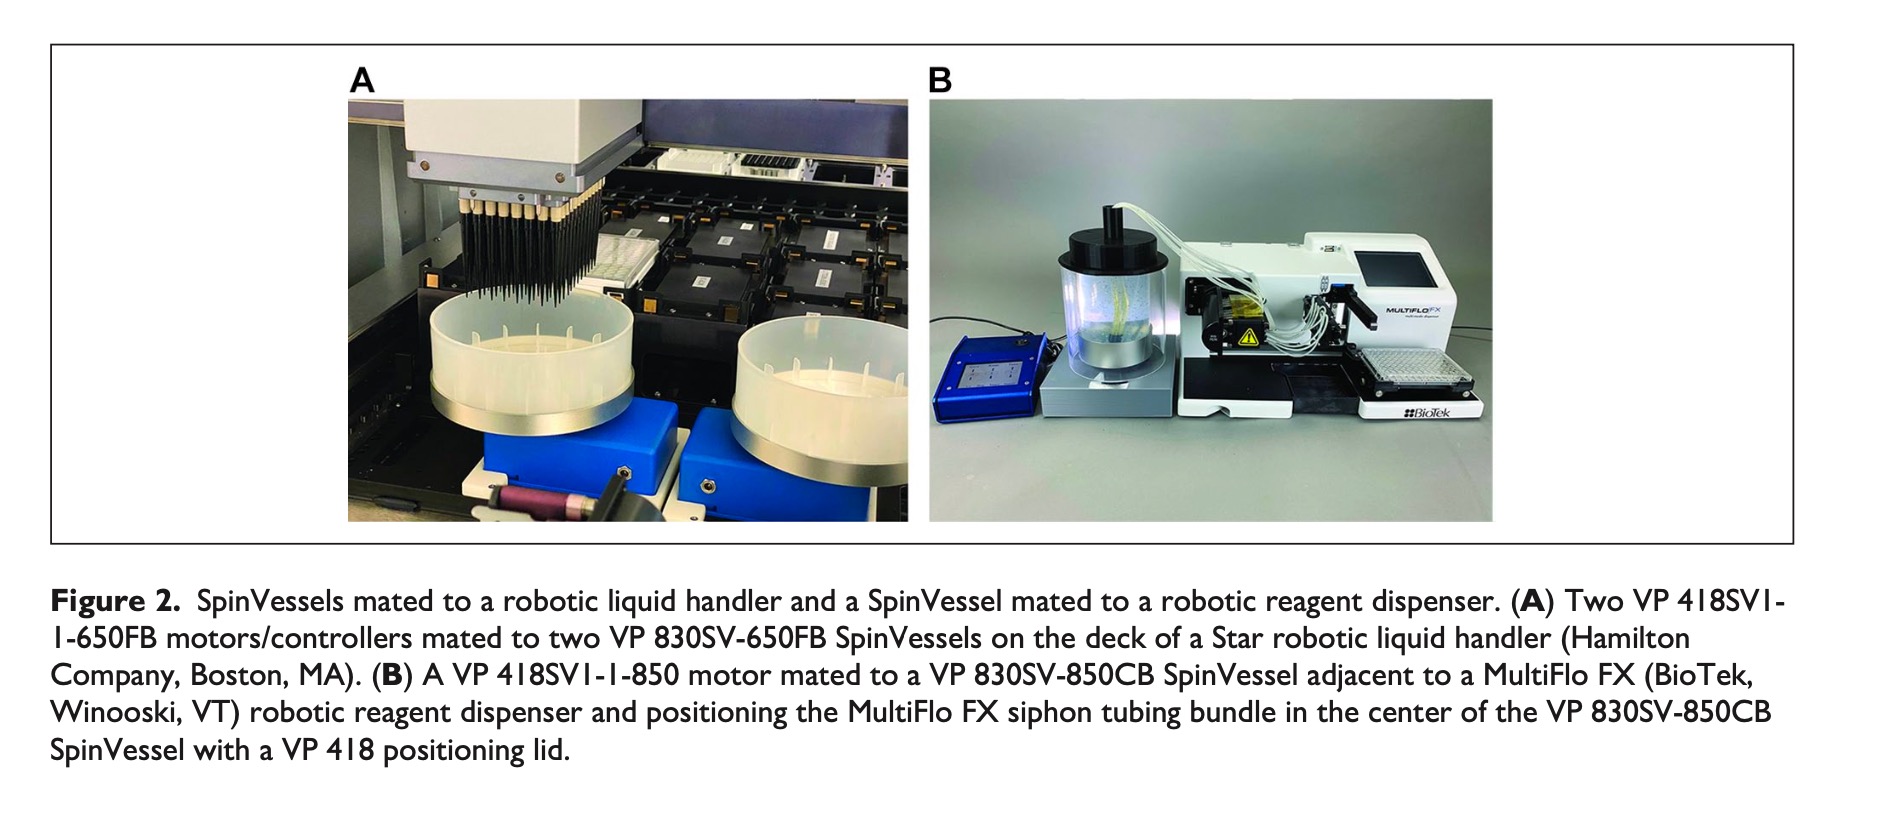 A
B
MULTIFLOFX
BioTek
Figure 2. SpinVessels mated to a robotic liquid handler and a SpinVessel mated to a robotic reagent dispenser. (A) Two VP 418SV1-
1-650FB motors/controllers mated to two VP 830SV-650FB SpinVessels on the deck of a Star robotic liquid handler (Hamilton
Company, Boston, MA). (B) A VP 418SV1-1-850 motor mated to a VP 830SV-850CB SpinVessel adjacent to a MultiFlo FX (BioTek,
Winooski, VT) robotic reagent dispenser and positioning the MultiFlo FX siphon tubing bundle in the center of the VP 830SV-850CB
SpinVessel with a VP 418 positioning lid.